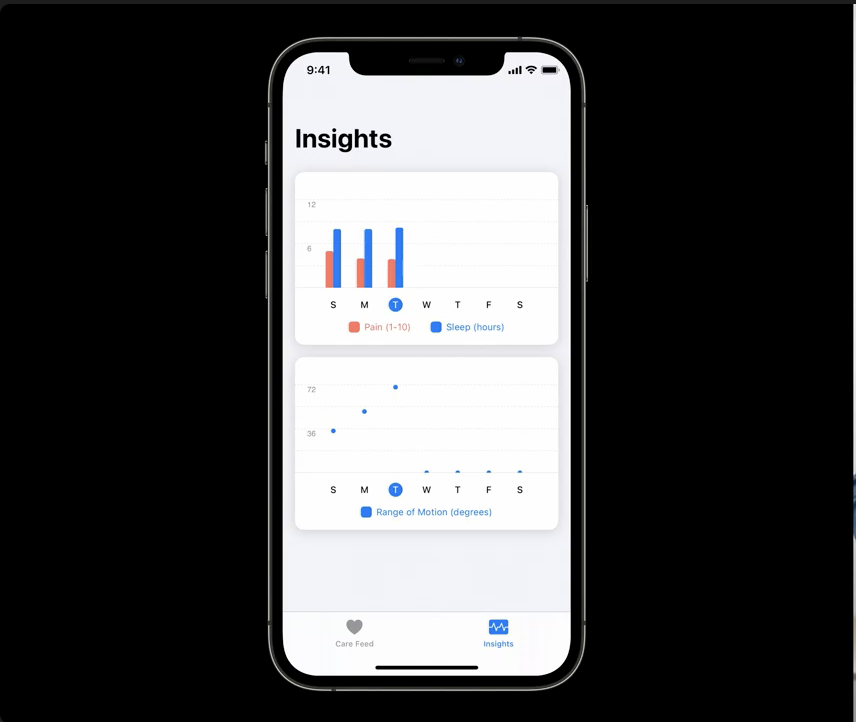 9:41
Insights
12
6
S M T W T F S
Pain (1-10) Sleep (hours)
72
36
S M T W T F S
Range of Motion (degrees)
Care Feed Insights